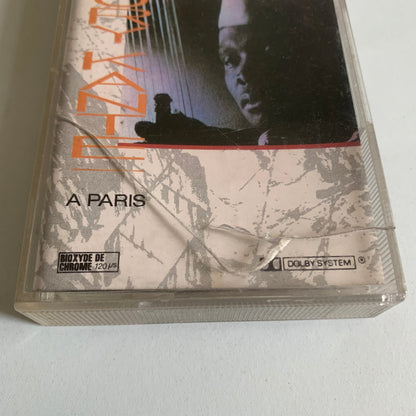 A PARIS
BIOXYDE DE
CHROME 120 µs
DOLBY SYSTEM ®